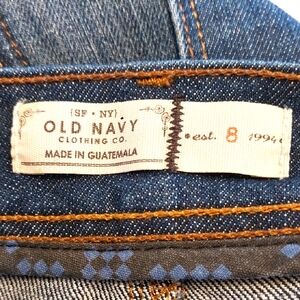 {SF • NY}
OLD NAVY
CLOTHING CO.
MADE IN GUATEMALA
•est. 8 1994•